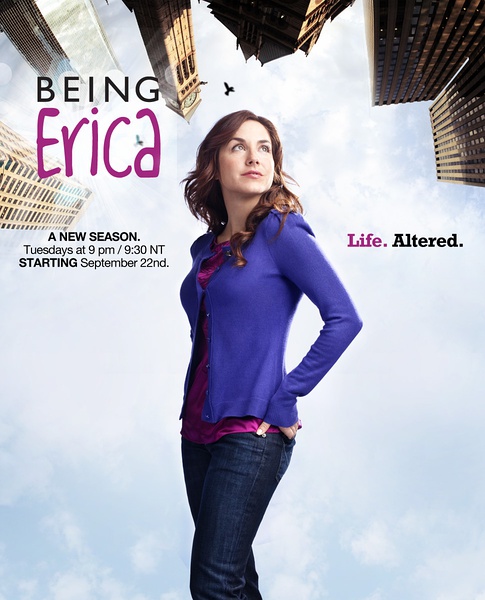 BEING
Erica
A NEW SEASON.
Tuesdays at 9 pm / 9:30 NT
STARTING September 22nd.
Life. Altered.